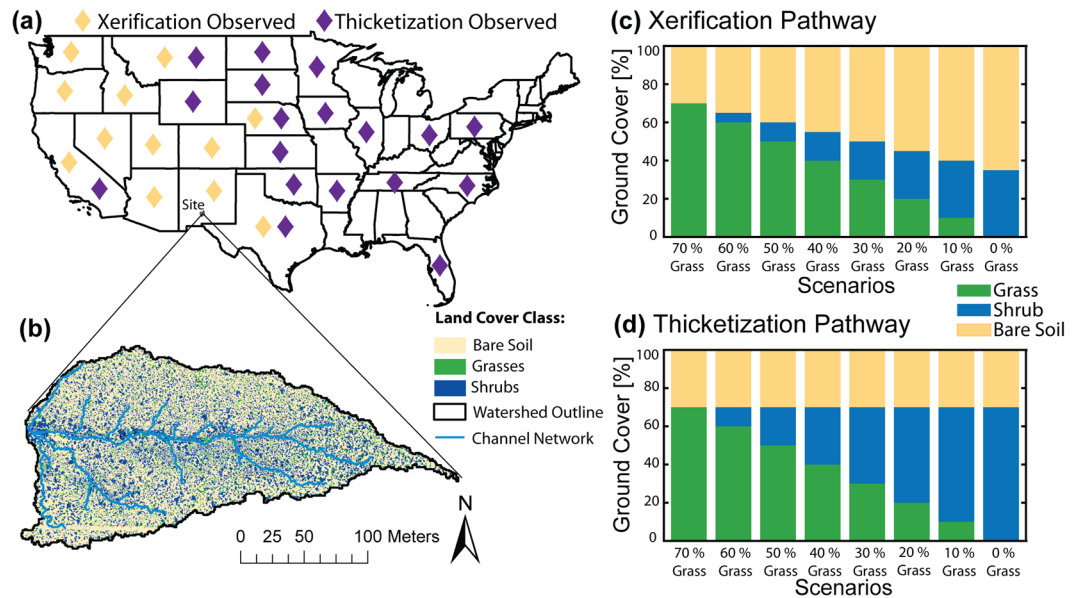 (a)
Xerification Observed
Thicketization Observed
Site
(b)
Land Cover Class:
Bare Soil
Grasses
Shrubs
Watershed Outline
Channel Network
N
0 25 50 100 Meters
(c) Xerification Pathway
Ground Cover [%]
100
80
60
40
20
0
70 % 60 % 50 % 40 % 30 % 20 % 10 % 0 %
Grass Grass Grass Grass Grass Grass Grass Grass
Scenarios
Grass
Shrub
Bare Soil
(d) Thicketization Pathway
Ground Cover [%]
100
80
60
40
20
0
70 % 60 % 50 % 40 % 30 % 20 % 10 % 0 %
Grass Grass Grass Grass Grass Grass Grass Grass
Scenarios